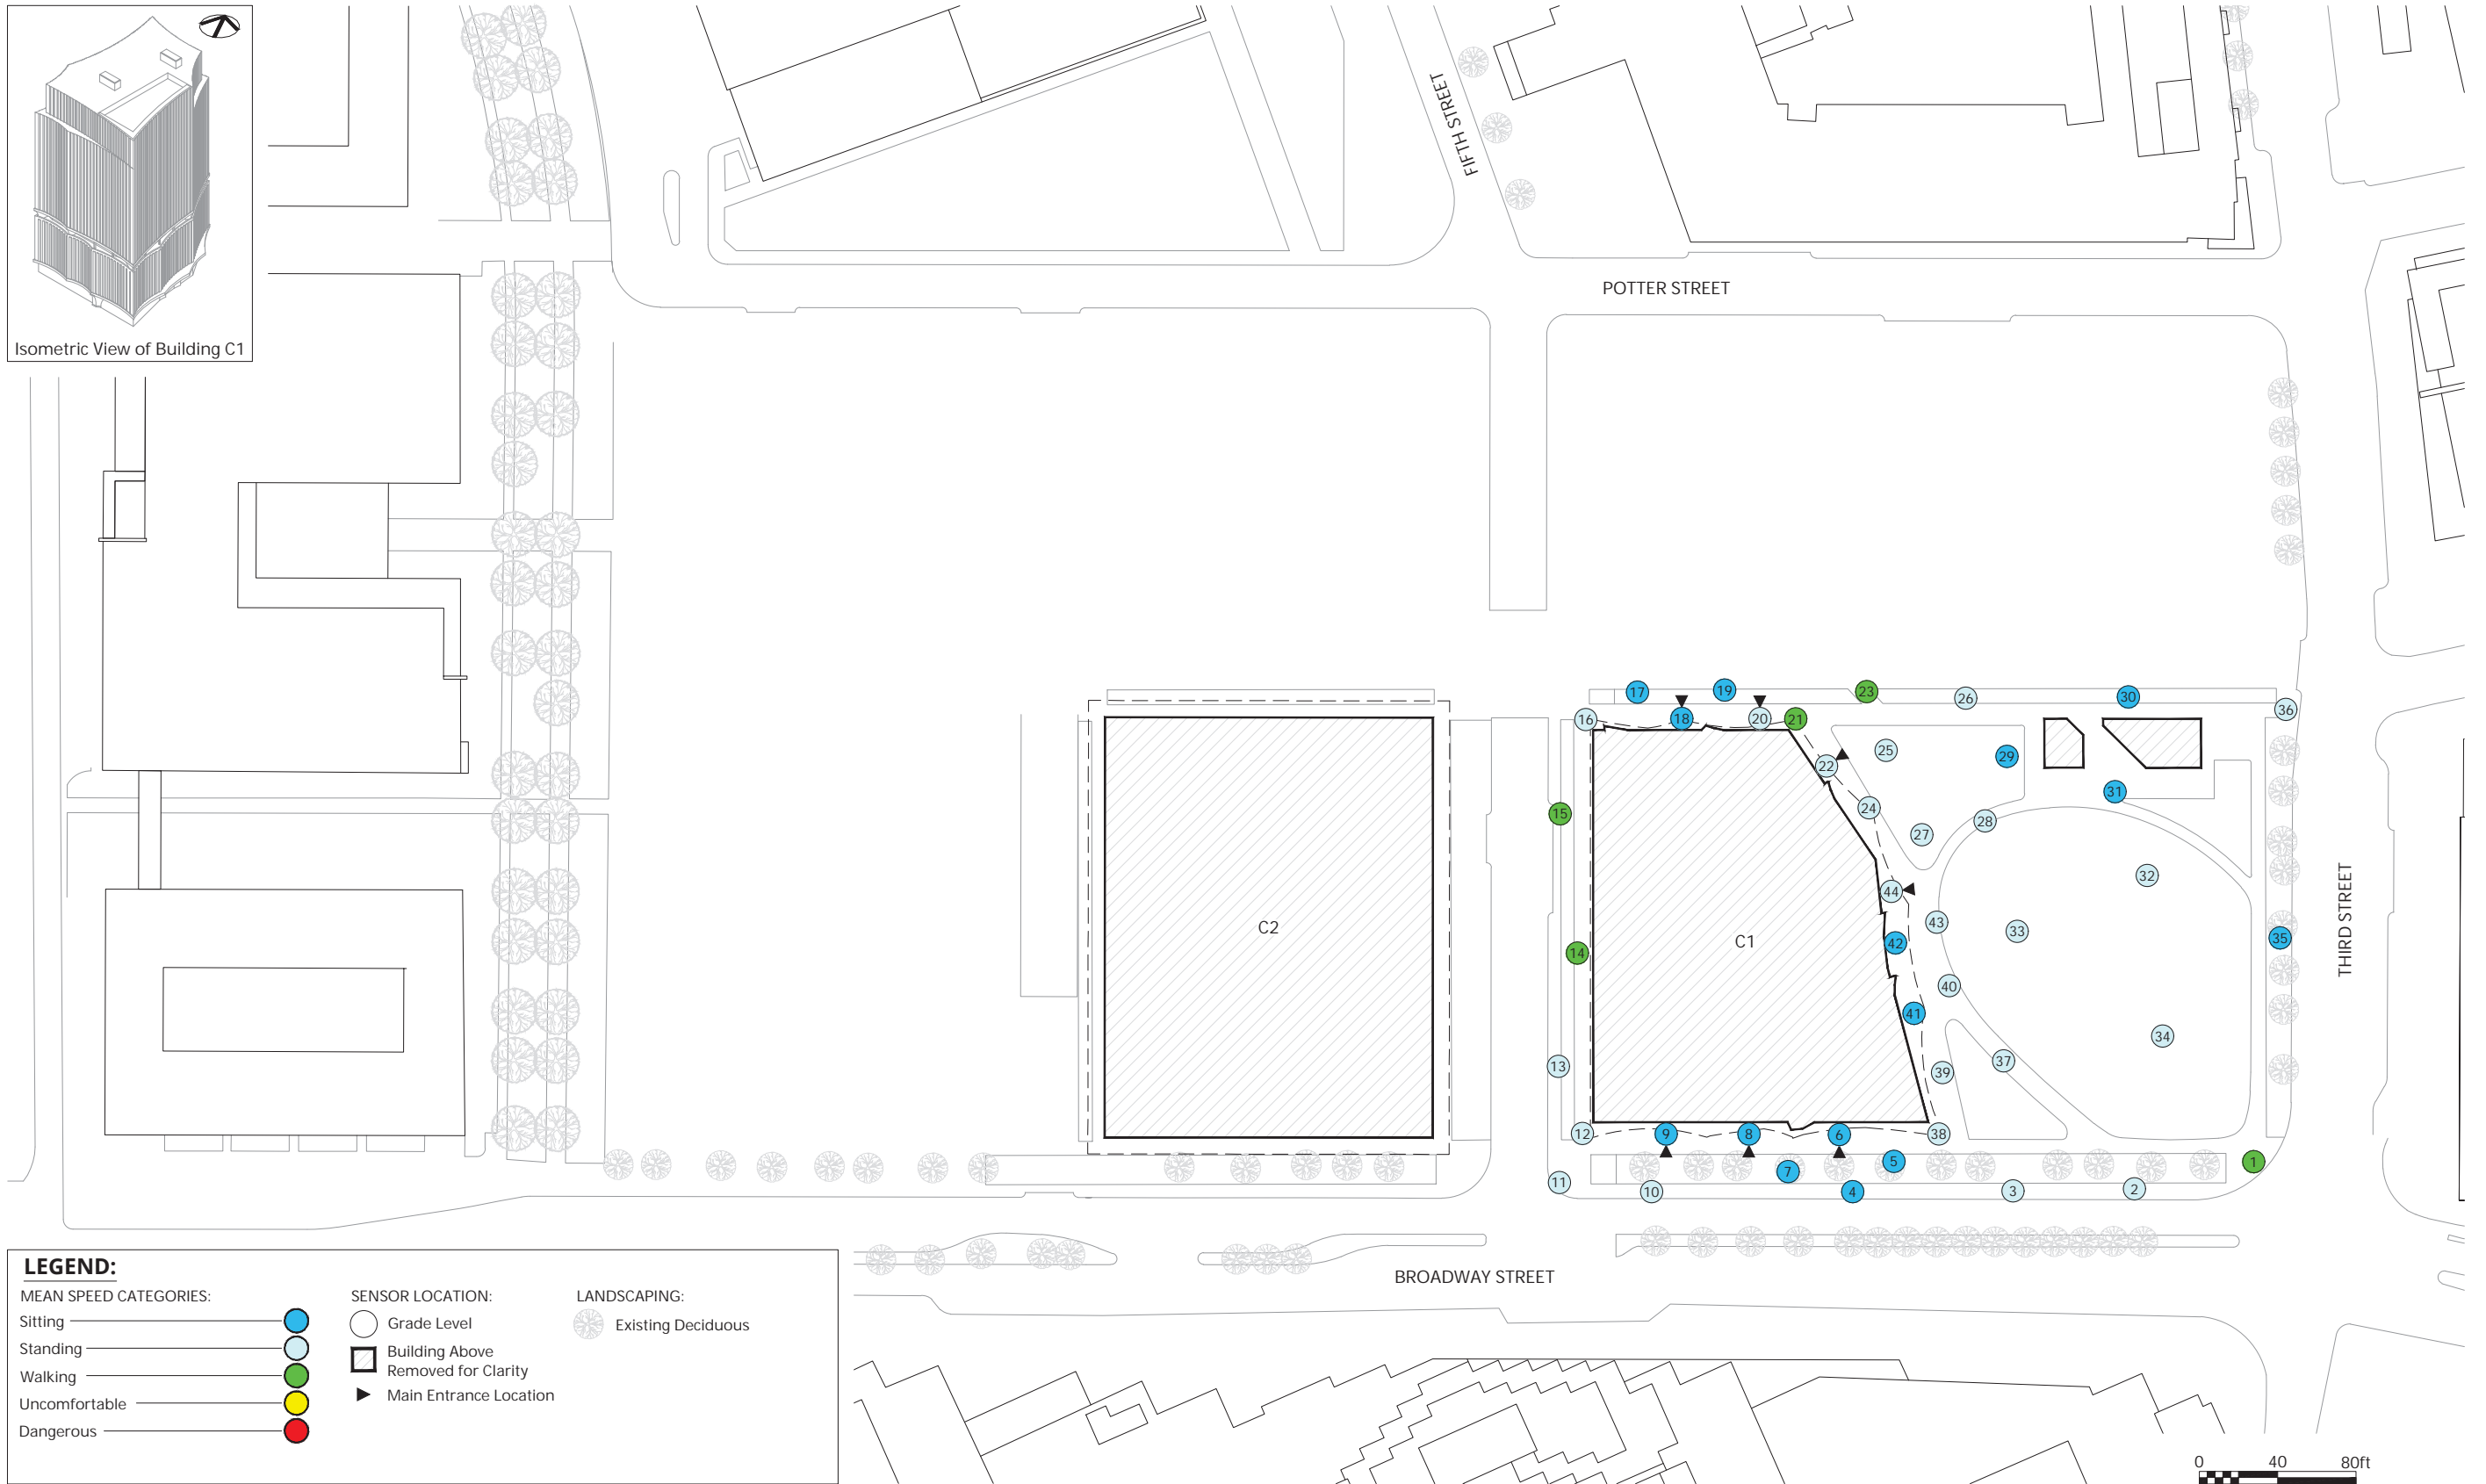 Isometric View of Building C1
FIFTH STREET
POTTER STREET
17
19
23
26
30
16
18
20
21
36
25
29
22
31
24
15
28
27
32
44
43
33
C2
C1
42
35
14
40
41
34
13
37
39
12
9
8
6
38
5
1
7
11
10
4
3
2
THIRD STREET
BROADWAY STREET
LEGEND:
MEAN SPEED CATEGORIES:
Sitting
Standing
Walking
Uncomfortable
Dangerous
SENSOR LOCATION:
Grade Level
Building Above
Removed for Clarity
Main Entrance Location
LANDSCAPING:
Existing Deciduous
0 40 80ft